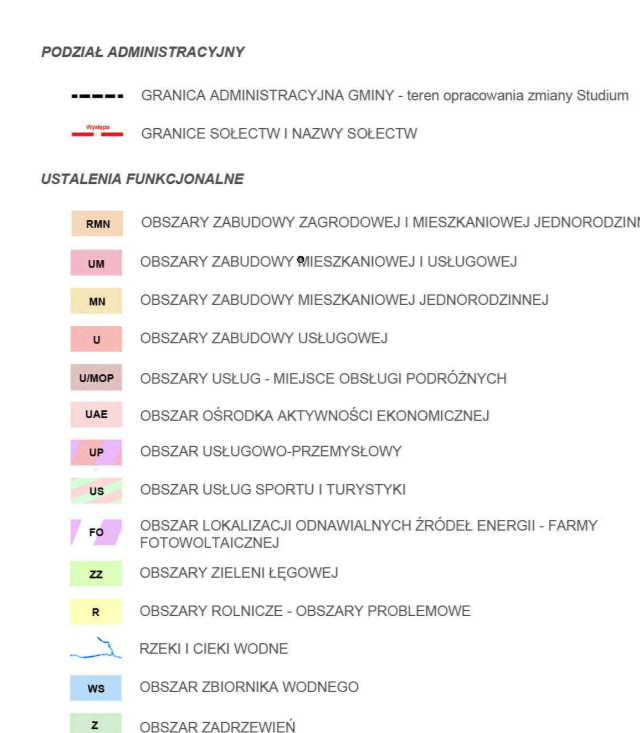 PODZIAŁ ADMINISTRACYJNY
GRANICA ADMINISTRACYJNA GMINY - teren opracowania zmiany Studium
Występa GRANICE SOŁECTW I NAZWY SOŁECTW
USTALENIA FUNKCJONALNE
RMN OBSZARY ZABUDOWY ZAGRODOWEJ I MIESZKANIOWEJ JEDNORODZINN
UM OBSZARY ZABUDOWY MIESZKANIOWEJ I USŁUGOWEJ
MN OBSZARY ZABUDOWY MIESZKANIOWEJ JEDNORODZINNEJ
U OBSZARY ZABUDOWY USŁUGOWEJ
U/MOP OBSZARY USŁUG - MIEJSCE OBSŁUGI PODRÓŻNYCH
UAE OBSZAR OŚRODKA AKTYWNOŚCI EKONOMICZNEJ
UP OBSZAR USŁUGOWO-PRZEMYSŁOWY
US OBSZAR USŁUG SPORTU I TURYSTYKI
FO OBSZAR LOKALIZACJI ODNAWIALNYCH ŹRÓDEŁ ENERGII - FARMY
FOTOWOLTAICZNEJ
ZZ OBSZARY ZIELENI ŁĘGOWEJ
R OBSZARY ROLNICZE - OBSZARY PROBLEMOWE
RZEKI I CIEKI WODNE
WS OBSZAR ZBIORNIKA WODNEGO
Z OBSZAR ZADRZEWIEŃ